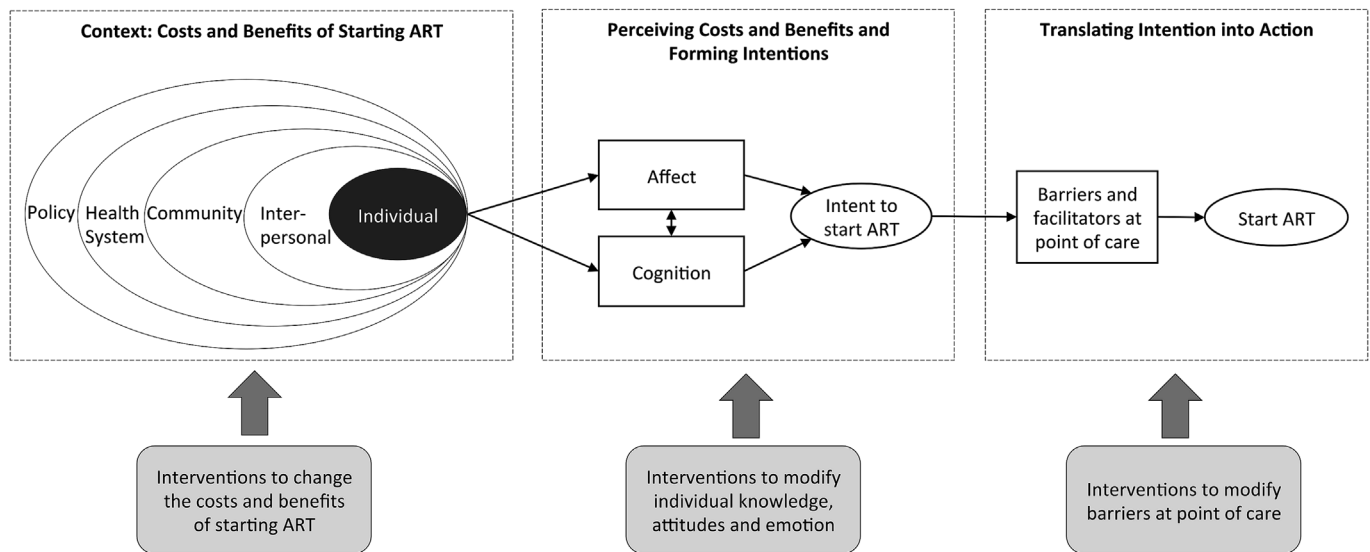 Context: Costs and Benefits of Starting ART
Policy
Health
System
Community
Inter-
personal
Individual
Perceiving Costs and Benefits and
Forming Intentions
Affect
Cognition
Intent to
start ART
Translating Intention into Action
Barriers and
facilitators at
point of care
Start ART
Interventions to change
the costs and benefits
of starting ART
Interventions to modify
individual knowledge,
attitudes and emotion
Interventions to modify
barriers at point of care